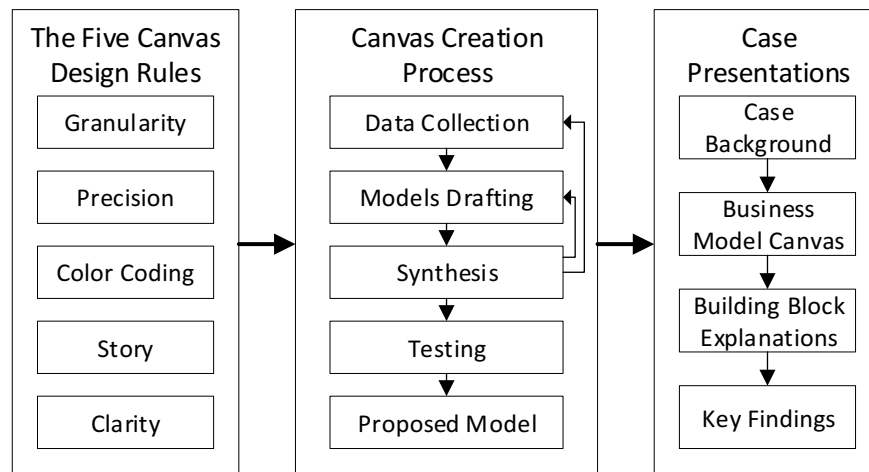 The Five Canvas
Design Rules
Granularity
Precision
Color Coding
Story
Clarity
Canvas Creation
Process
Data Collection
Models Drafting
Synthesis
Testing
Proposed Model
Case
Presentations
Case
Background
Business
Model Canvas
Building Block
Explanations
Key Findings